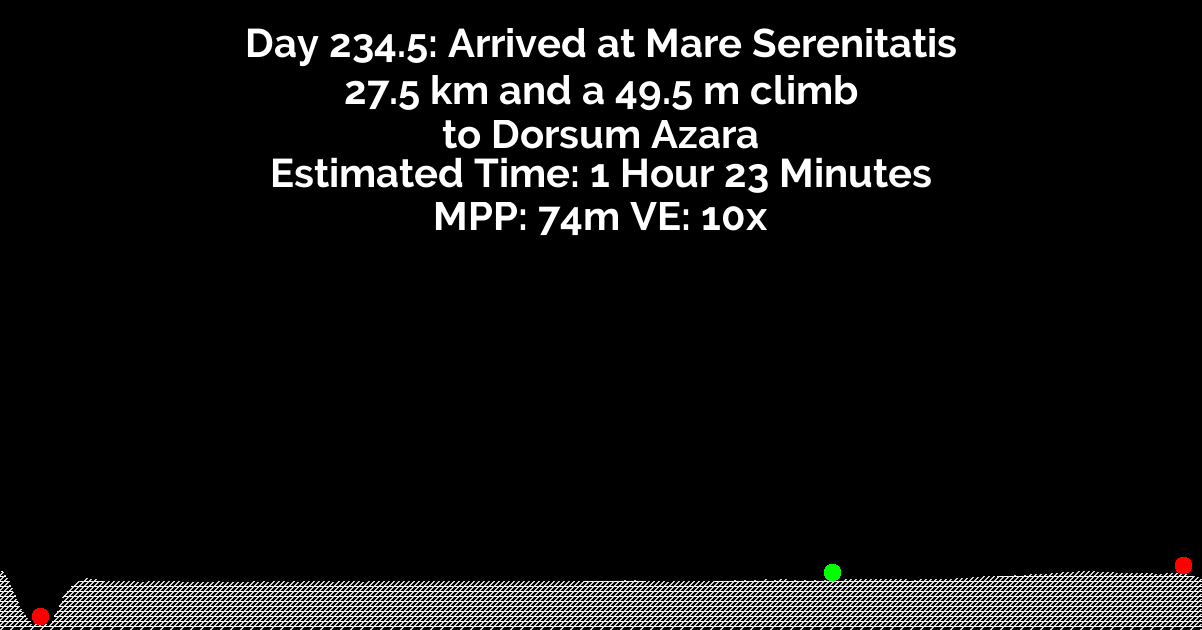 Day 234.5: Arrived at Mare Serenitatis
27.5 km and a 49.5 m climb
to Dorsum Azara
Estimated Time: 1 Hour 23 Minutes
MPP: 74m VE: 10x